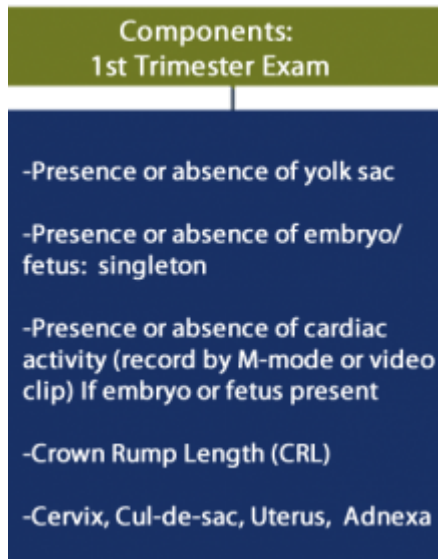 Components:
1st Trimester Exam
-Presence or absence of yolk sac
-Presence or absence of embryo/
fetus: singleton
-Presence or absence of cardiac
activity (record by M-mode or video
clip) If embryo or fetus present
-Crown Rump Length (CRL)
-Cervix, Cul-de-sac, Uterus, Adnexa